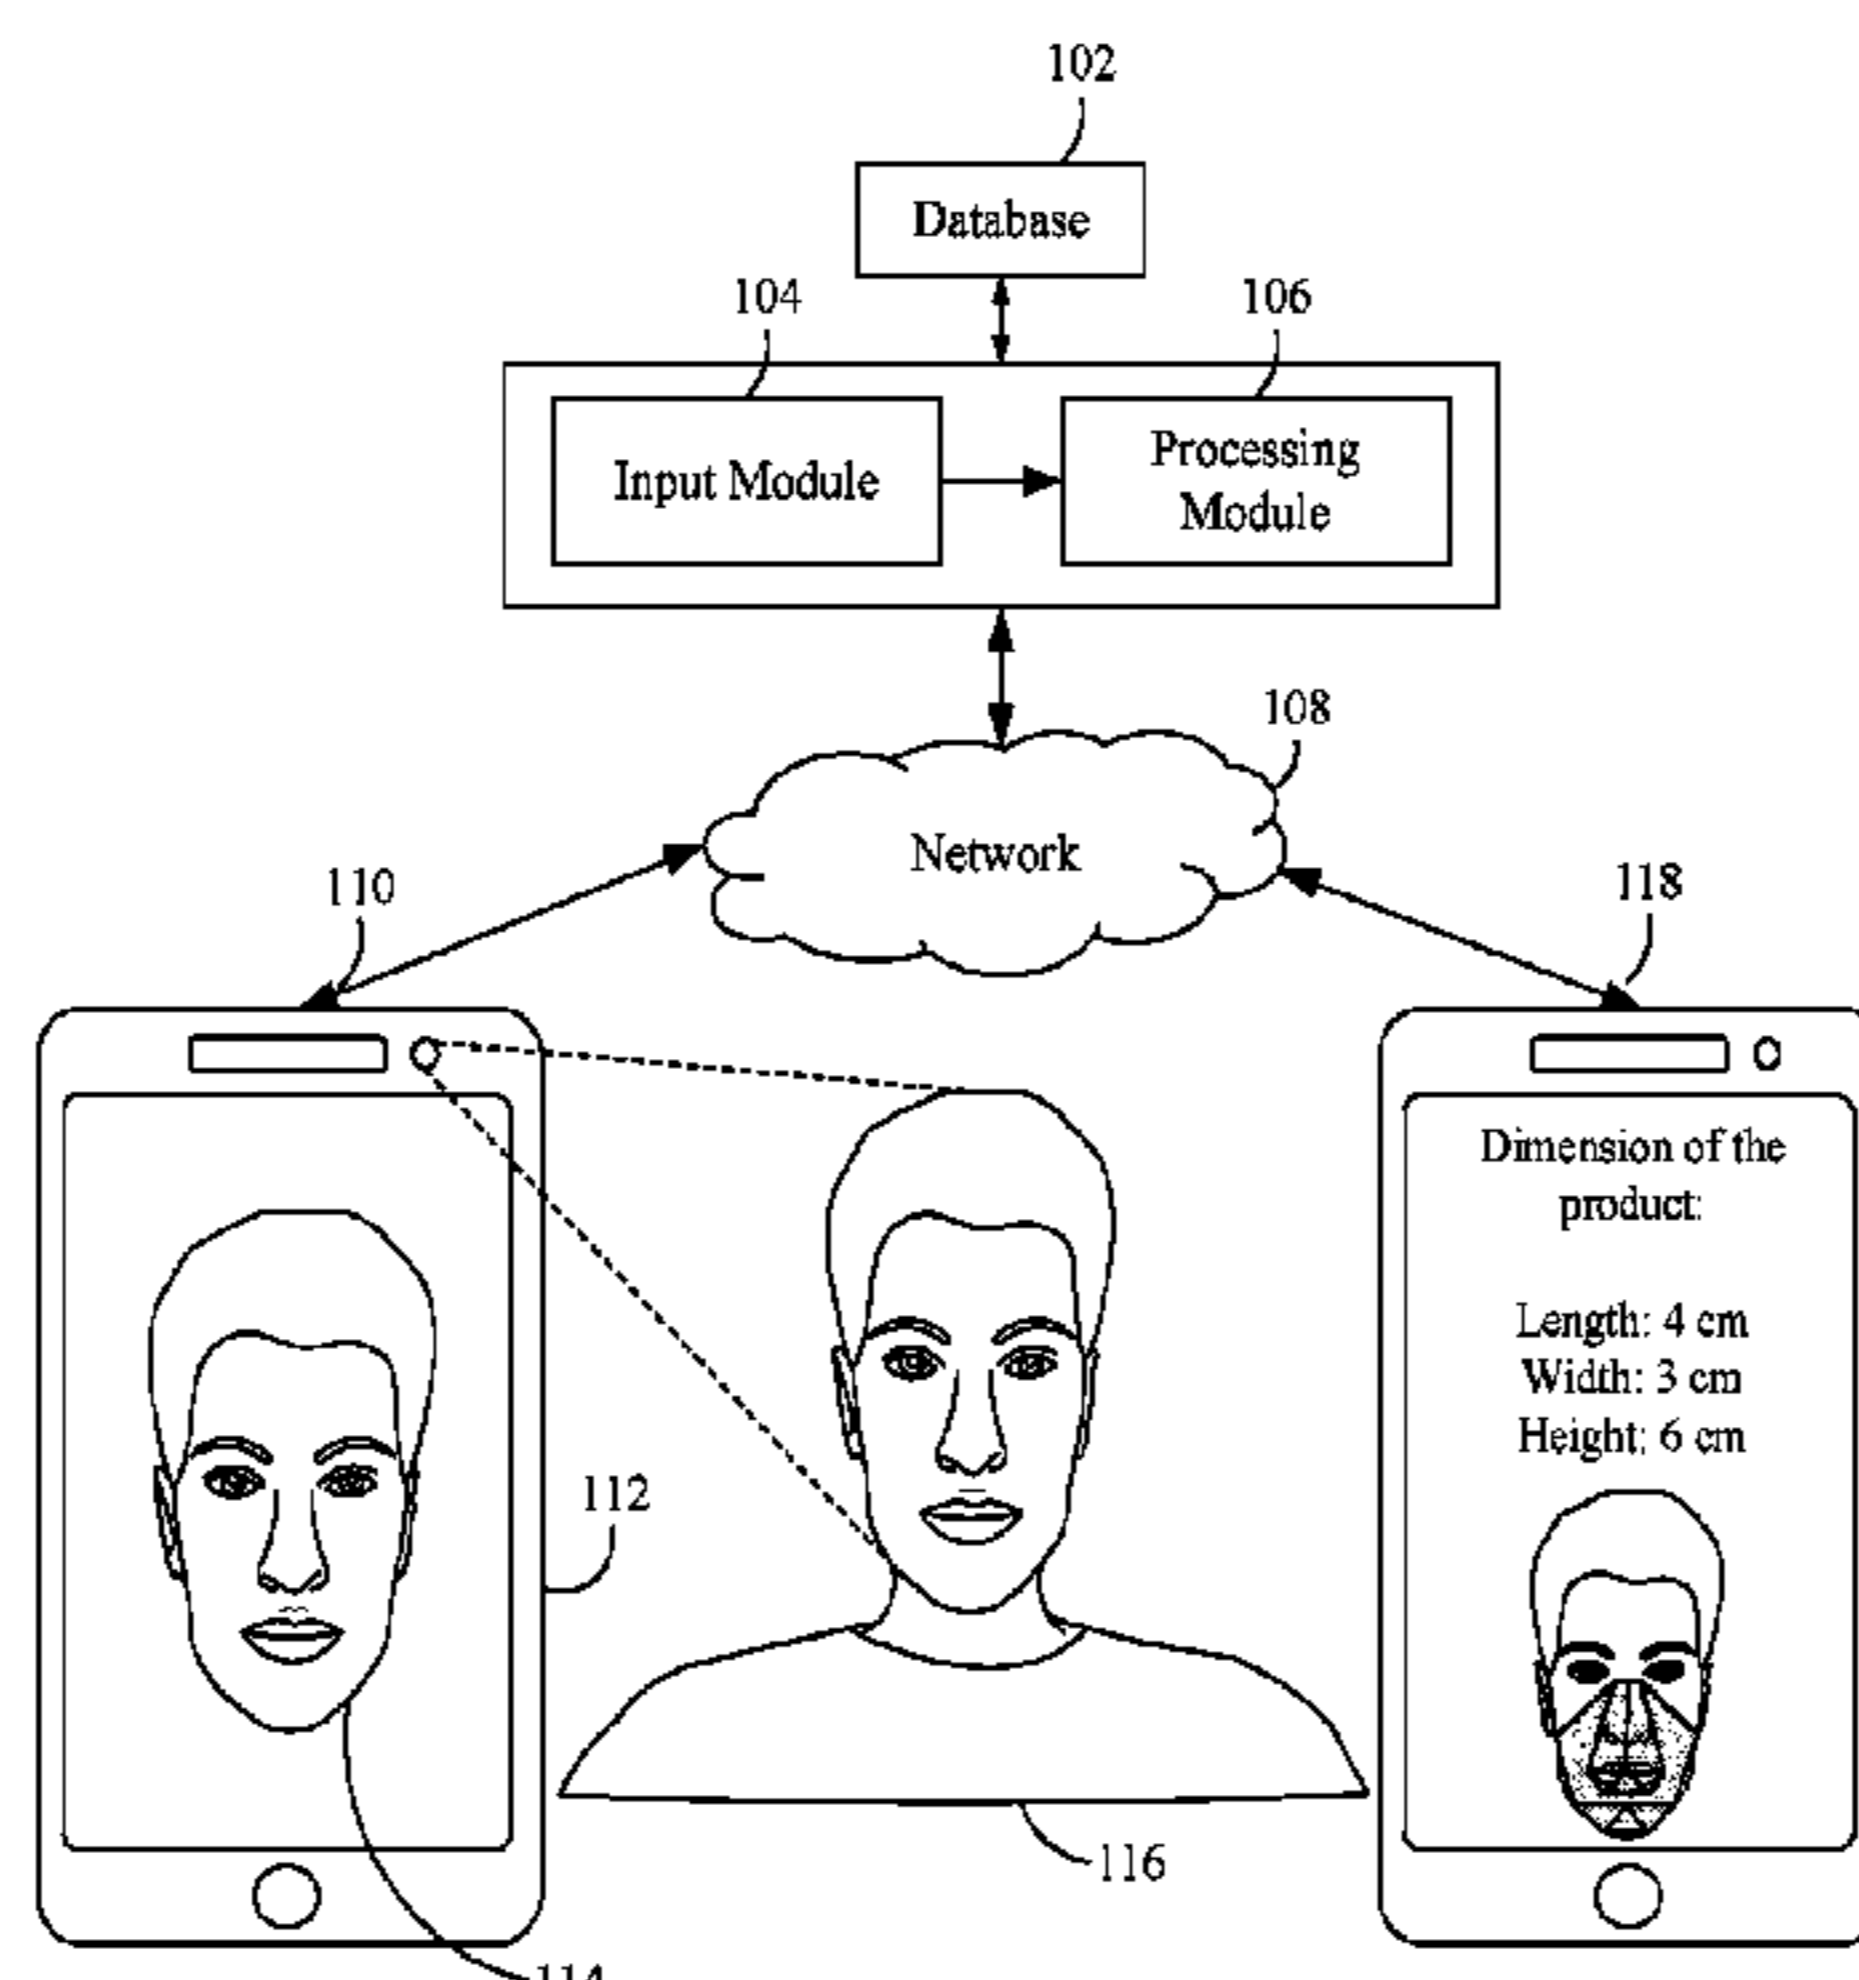 102
Database
104
106
Input Module
Processing
Module
108
Network
110
118
Dimension of the
product:
Length: 4 cm
Width: 3 cm
Height: 6 cm
112
116
114